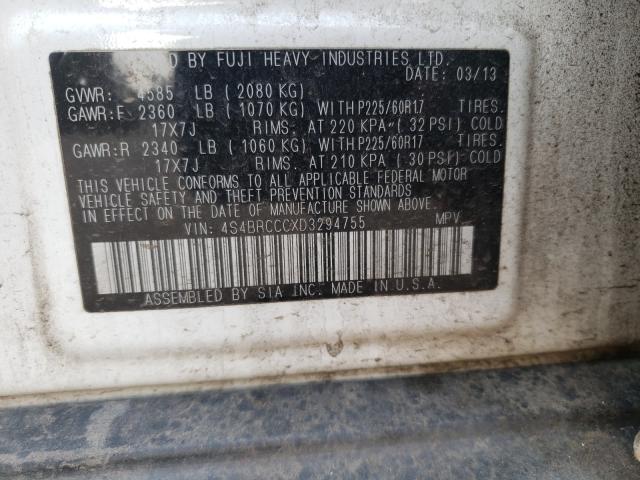 D BY FUJI HEAVY INDUSTRIES LTD.
DATE: 03/13
GVWR: 4585 LB ( 2080 KG)
GAWR:F 2360 LB ( 1070 KG) WITH P225/60R17 TIRES.
17X7J RIMS: AT 220 KPA ( 32 PSI) COLD
GAWR:R 2340 LB ( 1060 KG) WITH P225/60R17 TIRES.
17X7J RIMS: AT 210 KPA ( 30 PSI) COLD
THIS VEHICLE CONFORMS TO ALL APPLICABLE FEDERAL MOTOR
VEHICLE SAFETY AND THEFT PREVENTION STANDARDS
IN EFFECT ON THE DATE OF MANUFACTURE SHOWN ABOVE.
VIN: 4S4BRCCCXD3294755 MPV
ASSEMBLED BY SIA INC. MADE IN U.S.A.